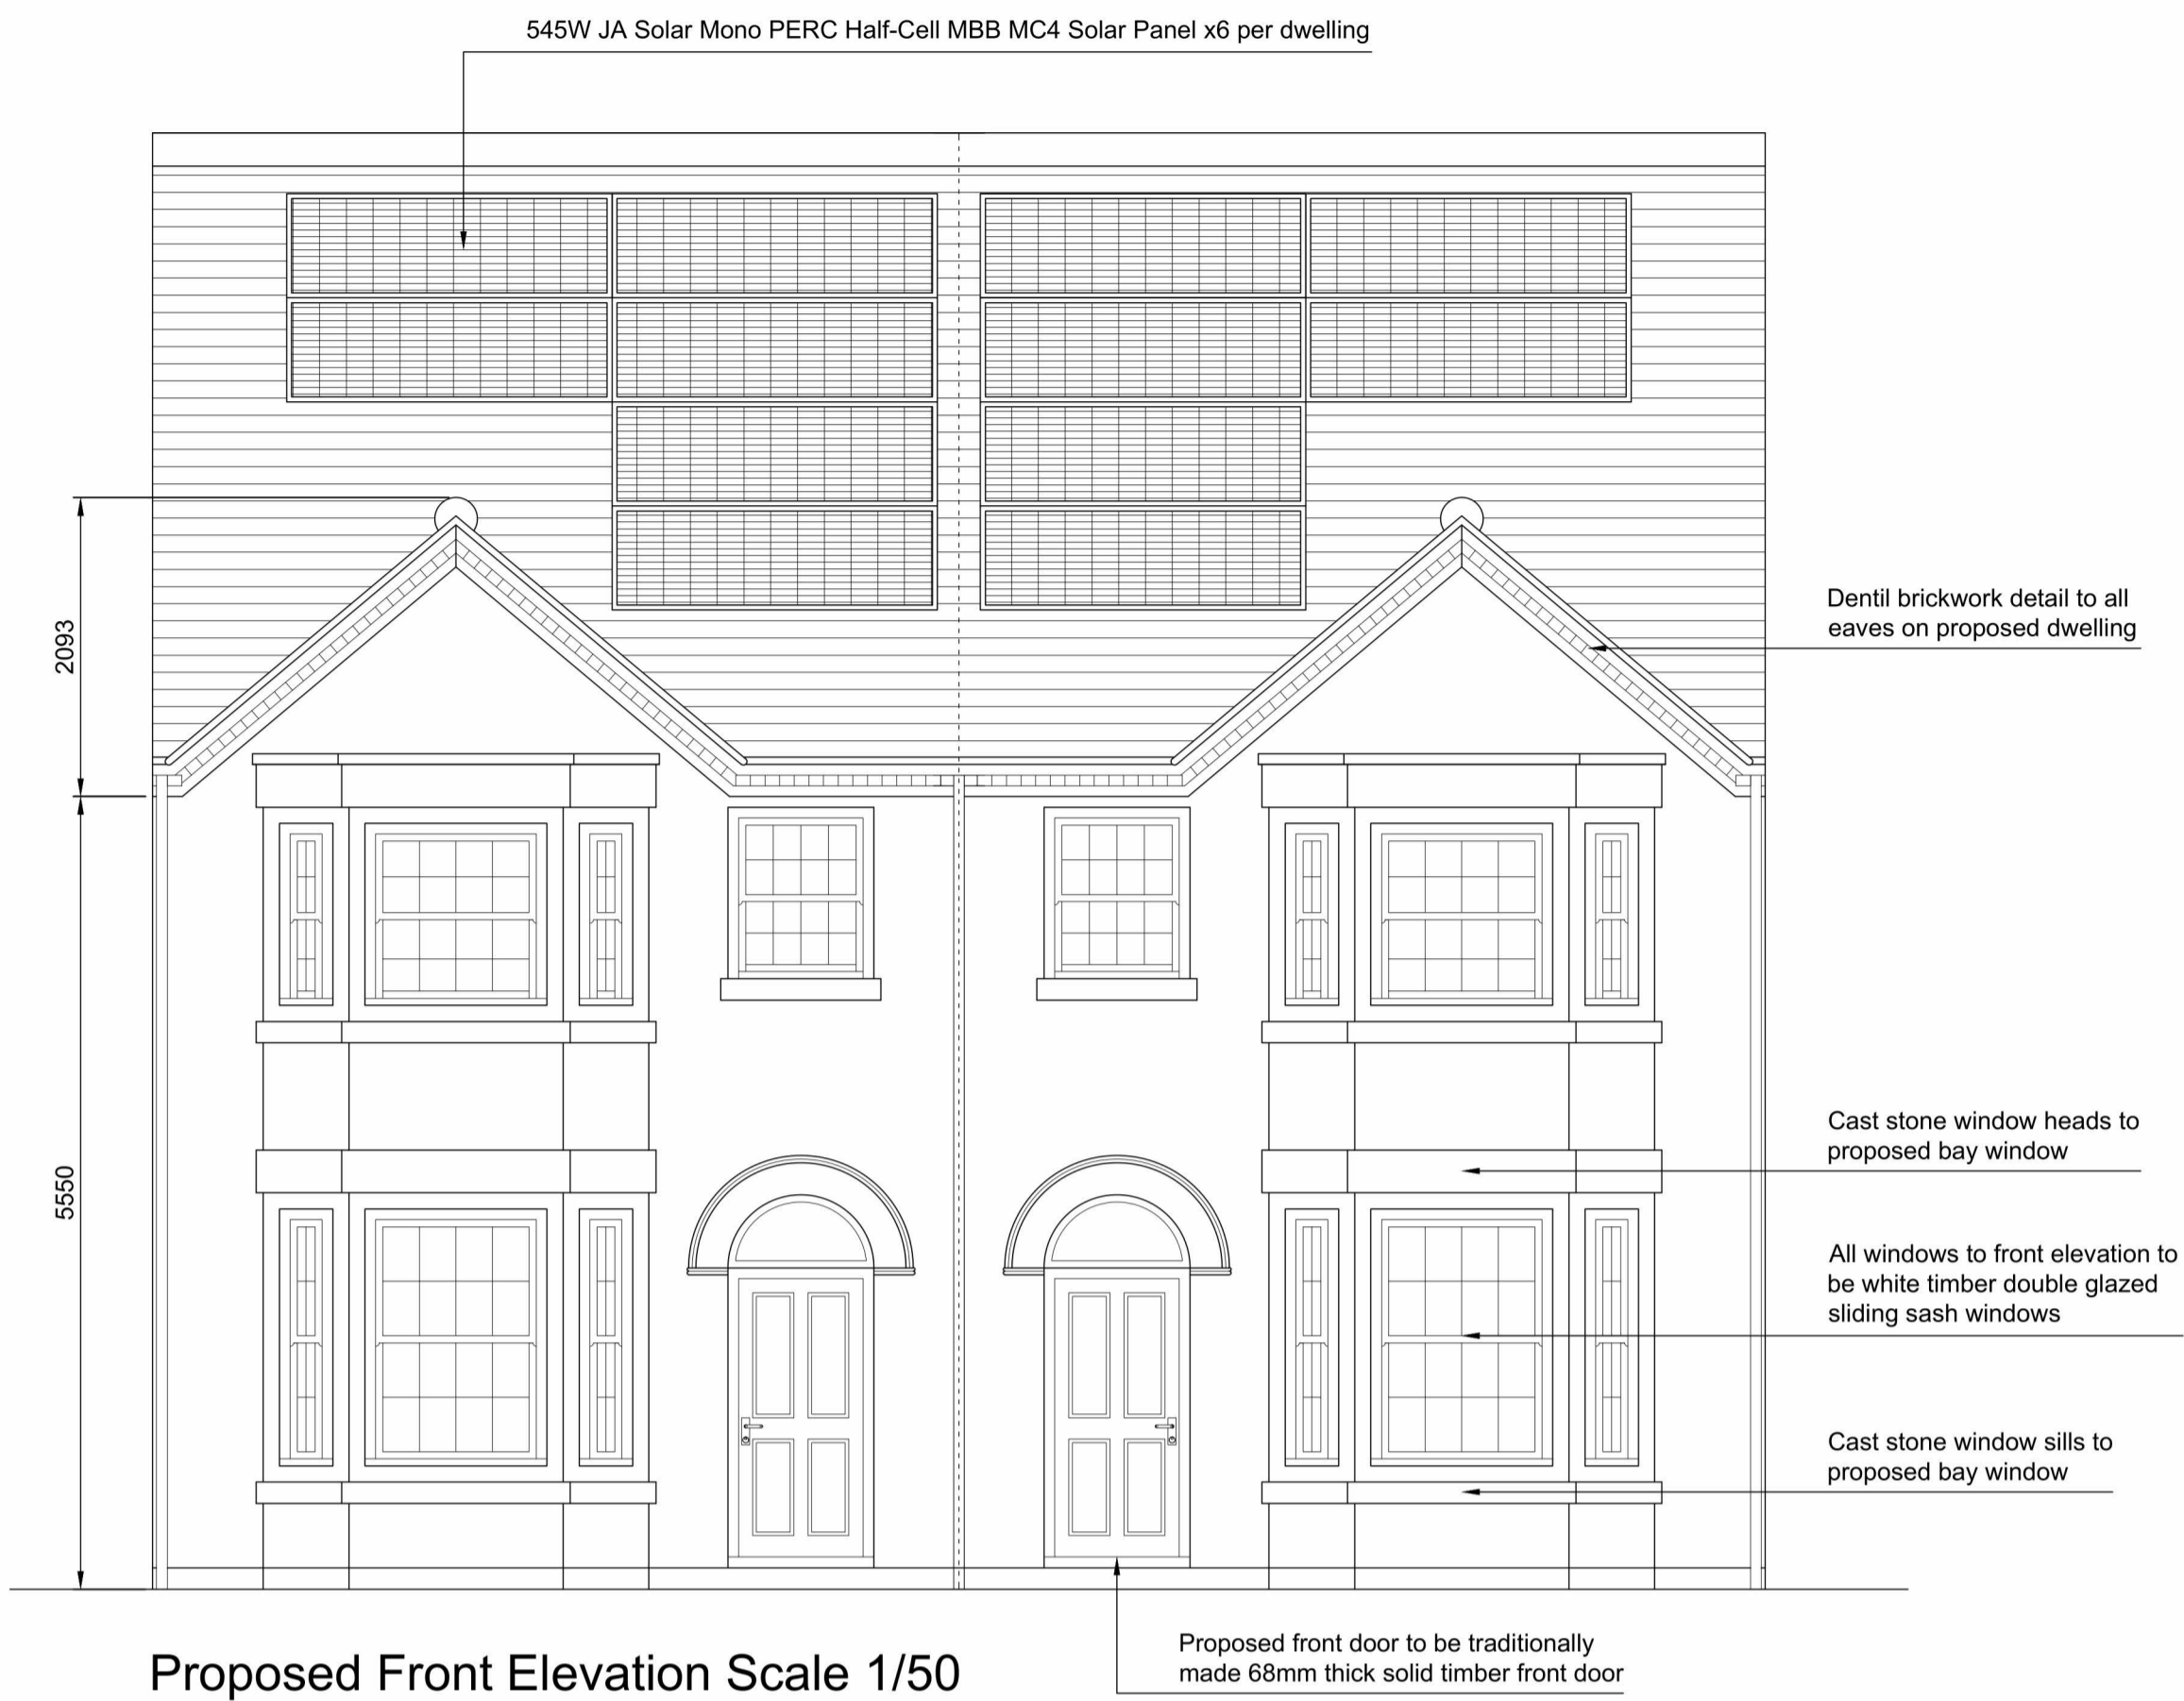 545W JA Solar Mono PERC Half-Cell MBB MC4 Solar Panel x6 per dwelling
2093
Dentil brickwork detail to all
eaves on proposed dwelling
5550
Cast stone window heads to
proposed bay window
All windows to front elevation to
be white timber double glazed
sliding sash windows
Cast stone window sills to
proposed bay window
Proposed front door to be traditionally
made 68mm thick solid timber front door
Proposed Front Elevation Scale 1/50